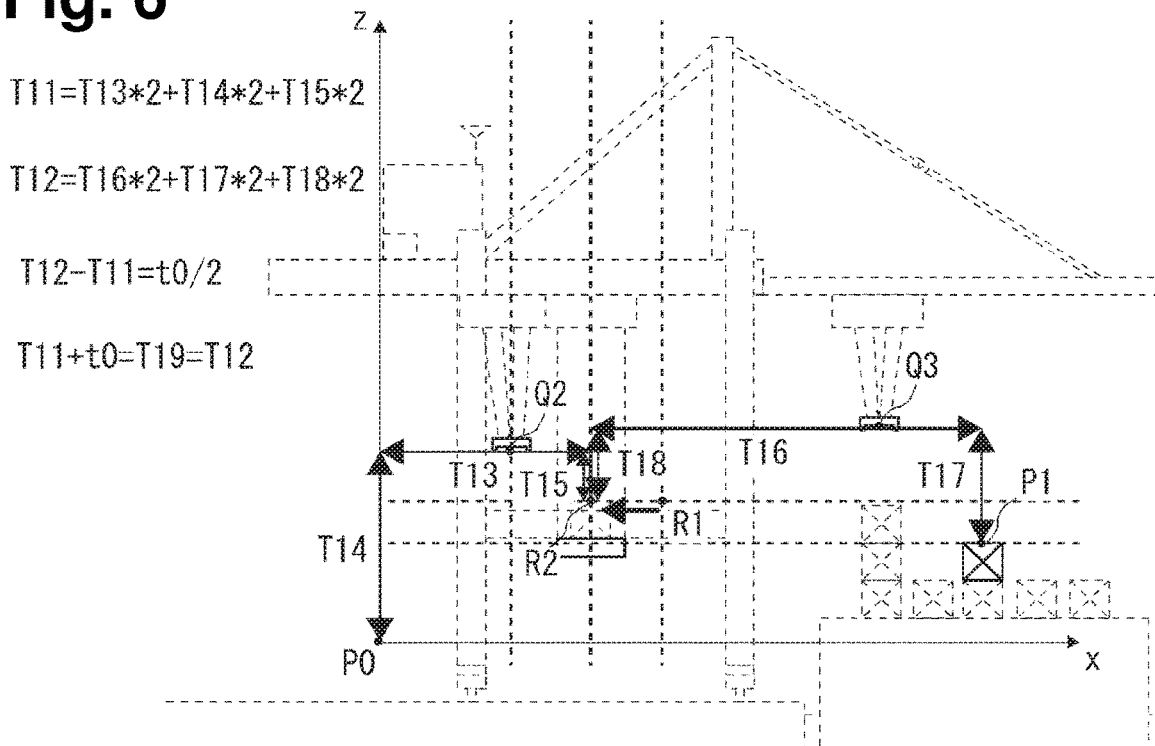 Fig. 6
z
T11=T13*2+T14*2+T15*2
T12=T16*2+T17*2+T18*2
T12-T11=t0/2
T11+t0=T19=T12
Q2
Q3
T13
T15
T18
T16
T17
P1
T14
R2
R1
P0
x